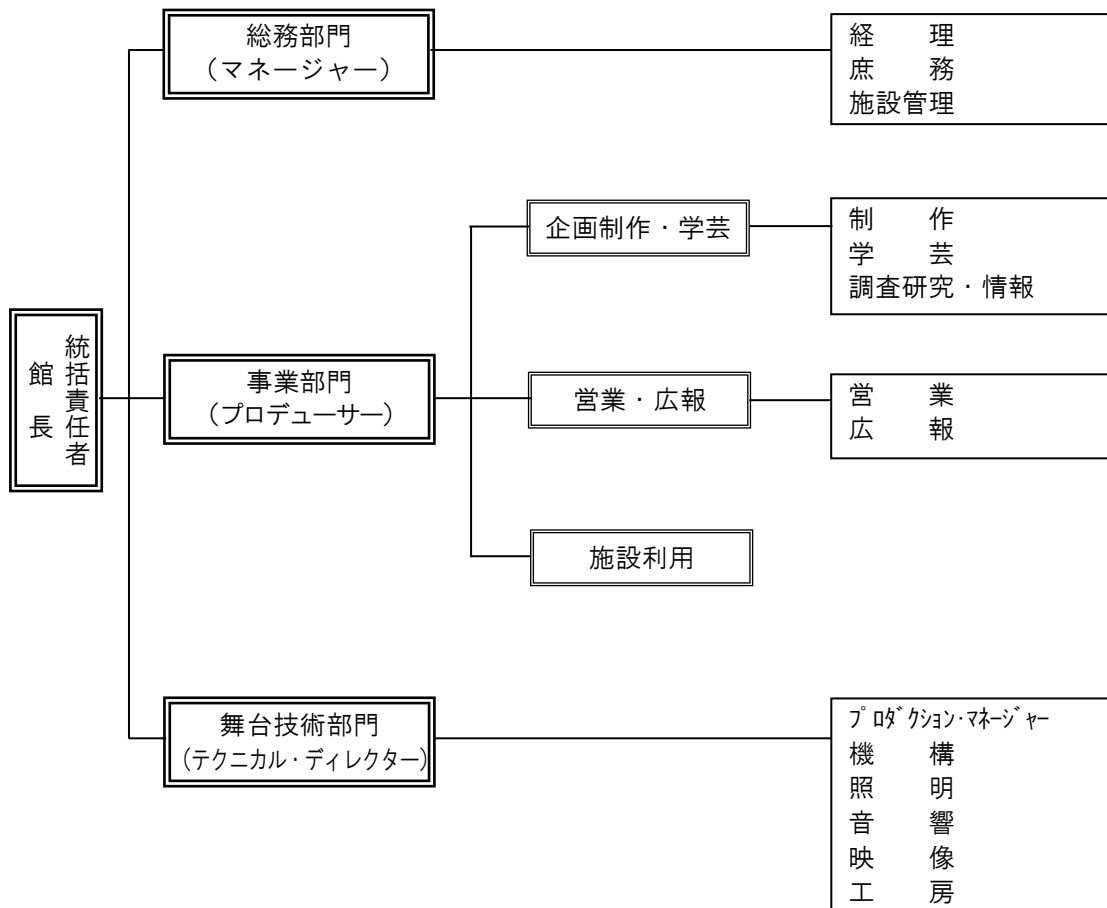 総務部門
（マネージャー）
経　　理
庶　　務
施設管理
企画制作・学芸
制　　作
学　　芸
調査研究・情報
統括責任者
館　長
事業部門
（プロデューサー）
営業・広報
営　　業
広　　報
施設利用
舞台技術部門
（テクニカル・ディレクター）
ﾌﾟﾛﾀﾞｸｼｮﾝ・ﾏﾈｰｼﾞｬｰ
機　　構
照　　明
音　　響
映　　像
工　　房